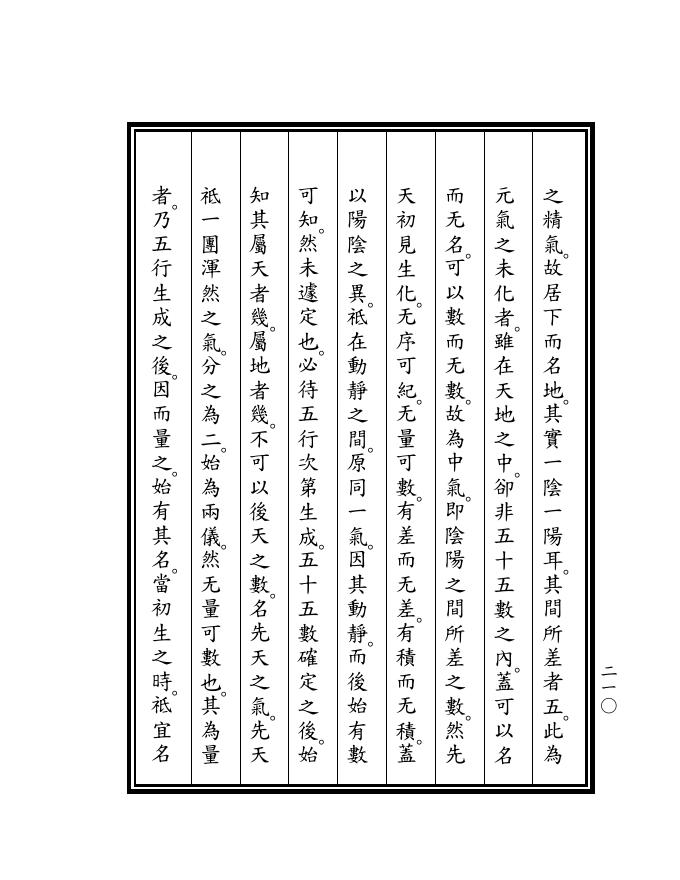 之精氣。故居下而名地。其實一陰一陽耳。其間所差者五。此為
元氣之未化者。雖在天地之中。卻非五十五數之內。蓋可以名
而无名。可以數而无數。故為中氣。即陰陽之間所差之數。然先
天初見生化。无序可紀。无量可數。有差而无差。有積而无積。蓋
以陽陰之異。祇在動靜之間。原同一氣。因其動靜。而後始有數
可知。然未遽定也。必待五行次第生成。五十五數確定之後。始
知其屬天者幾。屬地者幾。不可以後天之數。名先天之氣。先天
祇一團渾然之氣。分之為二。始為兩儀。然无量可數也。其為量
者。乃五行生成之後。因而量之。始有其名。當初生之時。祇宜名
二一〇